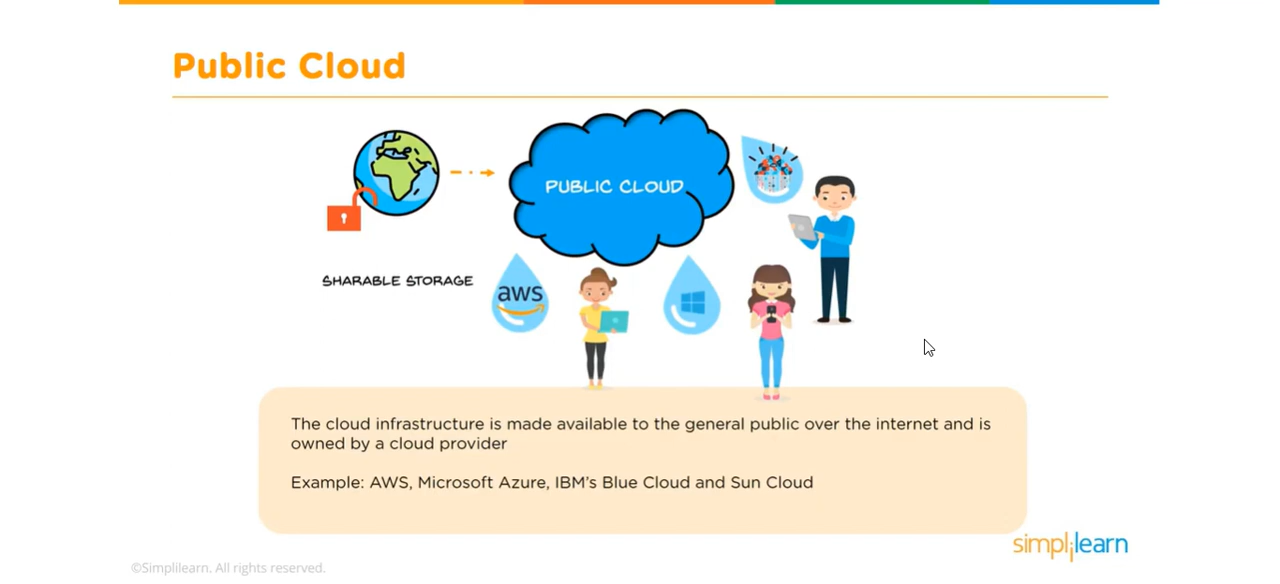 Public Cloud
PUBLIC CLOUD
SHARABLE STORAGE
aws
The cloud infrastructure is made available to the general public over the internet and is
owned by a cloud provider
Example: AWS, Microsoft Azure, IBM's Blue Cloud and Sun Cloud
simplilearn
©Simplilearn. All rights reserved.